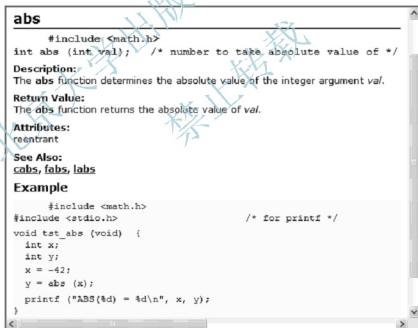 abs
#include <math.h>
int abs (int val); /* number to take absolute value of */
Description:
The abs function determines the absolute value of the integer argument val.
Return Value:
The abs function returns the absolute value of val.
Attributes:
reentrant
See Also:
cabs, fabs, labs
Example
#include <math.h>
#include <stdio.h> /* for printf */
void tst_abs (void) {
int x;
int y;
x = -42;
y = abs (x);
printf ("ABS(%d) = %d\n", x, y);
}